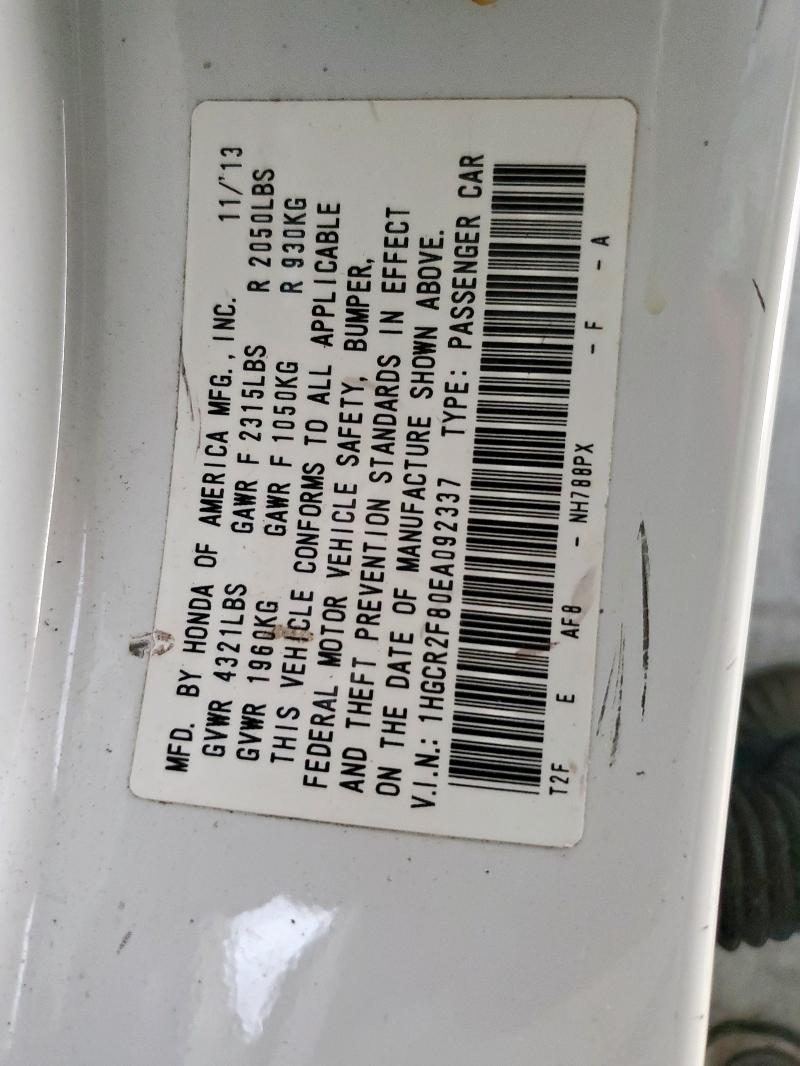 MFD. BY HONDA OF AMERICA MFG., INC. 11/'13
GVWR 4321LBS GAWR F 2315LBS R 2050LBS
GVWR 1960KG GAWR F 1050KG R 930KG
THIS VEHICLE CONFORMS TO ALL APPLICABLE
FEDERAL MOTOR VEHICLE SAFETY, BUMPER,
AND THEFT PREVENTION STANDARDS IN EFFECT
ON THE DATE OF MANUFACTURE SHOWN ABOVE.
V.I.N.: 1HGCR2F80EA092337 TYPE: PASSENGER CAR
T2F E AF8 - NH788PX - F - A